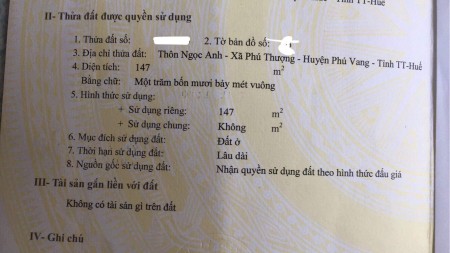 Tỉnh TT-Huế
II- Thửa đất được quyền sử dụng
1. Thửa đất số: 2. Tờ bản đồ số:
3. Địa chỉ thửa đất: Thôn Ngọc Anh - Xã Phú Thượng - Huyện Phú Vang - Tỉnh TT-Huế
4. Diện tích: 147 m2
Bằng chữ: Một trăm bốn mươi bảy mét vuông
5. Hình thức sử dụng:
+ Sử dụng riêng: 147 m2
+ Sử dụng chung: Không m2
6. Mục đích sử dụng đất: Đất ở
7. Thời hạn sử dụng đất: Lâu dài
8. Nguồn gốc sử dụng đất: Nhận quyền sử dụng đất theo hình thức đấu giá
III- Tài sản gắn liền với đất
Không có tài sản gì trên đất
IV- Ghi chú